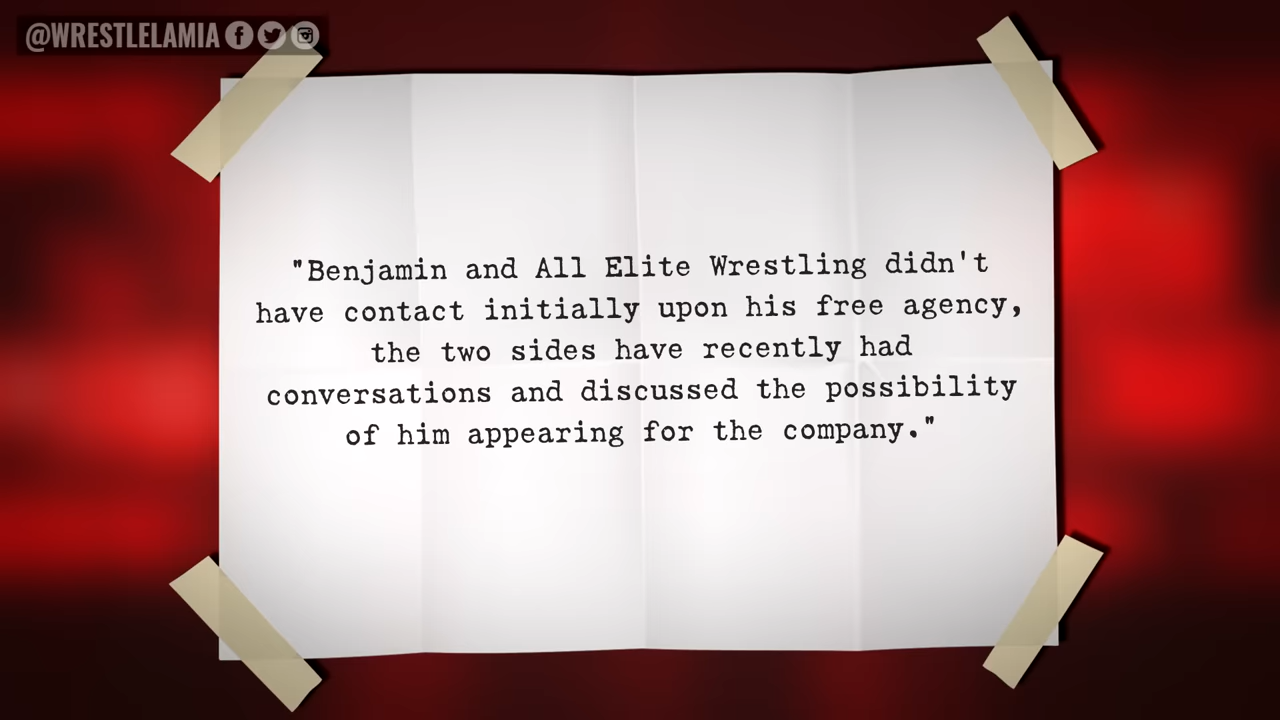 @WRESTLELAMIA
"Benjamin and All Elite Wrestling didn't
have contact initially upon his free agency,
the two sides have recently had
conversations and discussed the possibility
of him appearing for the company."